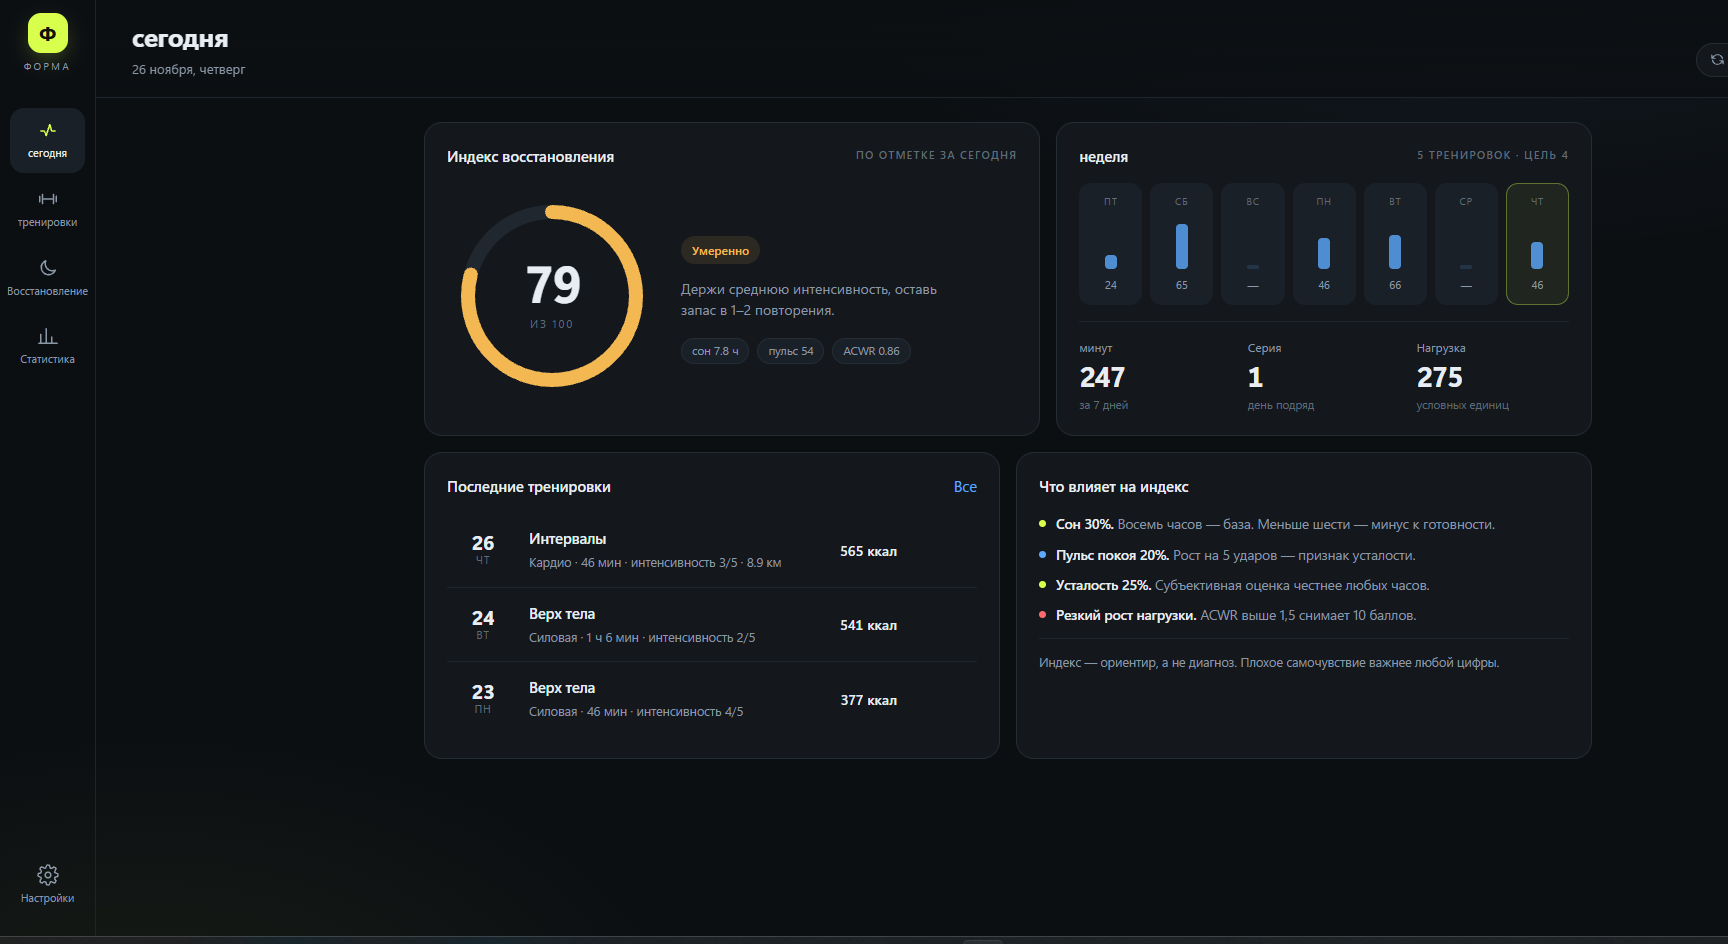 Ф
ФОРМА
сегодня
тренировки
Восстановление
Статистика
Настройки
сегодня
26 ноября, четверг
Индекс восстановления
ПО ОТМЕТКЕ ЗА СЕГОДНЯ
79
ИЗ 100
Умеренно
Держи среднюю интенсивность, оставь
запас в 1–2 повторения.
сон 7.8 ч
пульс 54
ACWR 0.86
неделя
5 ТРЕНИРОВОК · ЦЕЛЬ 4
ПТ
СБ
ВС
ПН
ВТ
СР
ЧТ
24
65
—
46
66
—
46
минут
247
за 7 дней
Серия
1
день подряд
Нагрузка
275
условных единиц
Последние тренировки
Все
26
ЧТ
Интервалы
Кардио · 46 мин · интенсивность 3/5 · 8.9 км
565 ккал
24
ВТ
Верх тела
Силовая · 1 ч 6 мин · интенсивность 2/5
541 ккал
23
ПН
Верх тела
Силовая · 46 мин · интенсивность 4/5
377 ккал
Что влияет на индекс
Сон 30%. Восемь часов — база. Меньше шести — минус к готовности.
Пульс покоя 20%. Рост на 5 ударов — признак усталости.
Усталость 25%. Субъективная оценка честнее любых часов.
Резкий рост нагрузки. ACWR выше 1,5 снимает 10 баллов.
Индекс — ориентир, а не диагноз. Плохое самочувствие важнее любой цифры.